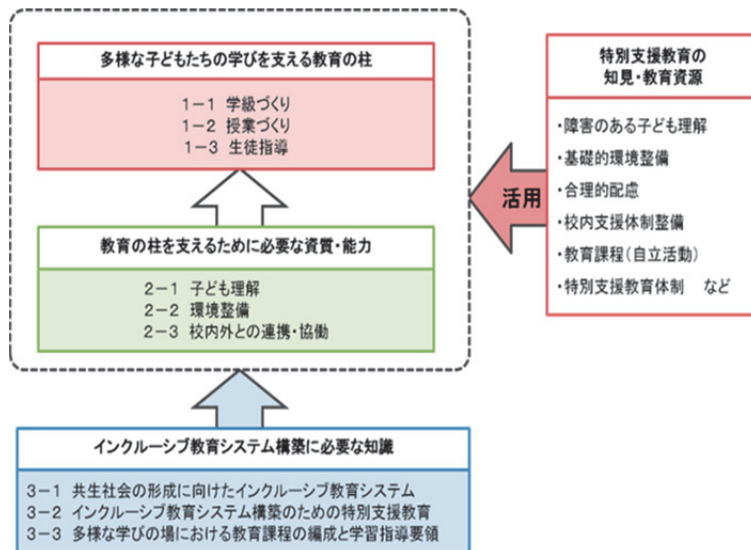 多様な子どもたちの学びを支える教育の柱
1-1 学級づくり
1-2 授業づくり
1-3 生徒指導
教育の柱を支えるために必要な資質・能力
2-1 子ども理解
2-2 環境整備
2-3 校内外との連携・協働
インクルーシブ教育システム構築に必要な知識
3-1 共生社会の形成に向けたインクルーシブ教育システム
3-2 インクルーシブ教育システム構築のための特別支援教育
3-3 多様な学びの場における教育課程の編成と学習指導要領
活用
特別支援教育の
知見・教育資源
・障害のある子ども理解
・基礎的環境整備
・合理的配慮
・校内支援体制整備
・教育課程(自立活動)
・特別支援教育体制 など